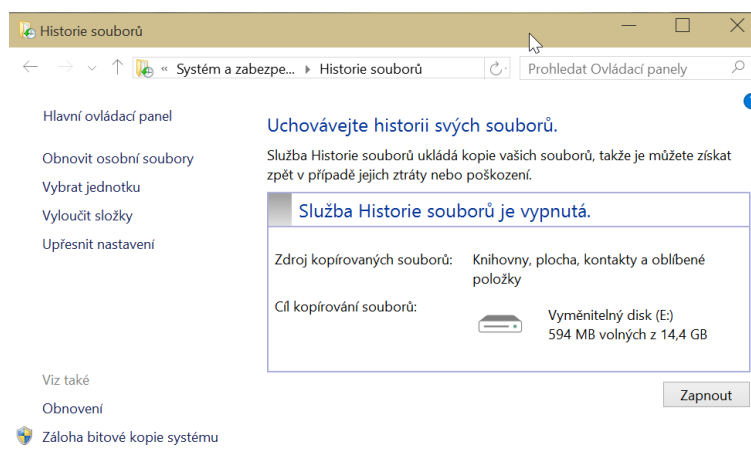 Historie souborů
« Systém a zabezpe... Historie souborů
Prohledat Ovládací panely
Hlavní ovládací panel
Obnovit osobní soubory
Vybrat jednotku
Vyloučit složky
Upřesnit nastavení
Uchovávejte historii svých souborů.
Služba Historie souborů ukládá kopie vašich souborů, takže je můžete získat
zpět v případě jejich ztráty nebo poškození.
Služba Historie souborů je vypnutá.
Zdroj kopírovaných souborů: Knihovny, plocha, kontakty a oblíbené
položky
Cíl kopírování souborů:
Vyměnitelný disk (E:)
594 MB volných z 14,4 GB
Zapnout
Viz také
Obnovení
Záloha bitové kopie systému